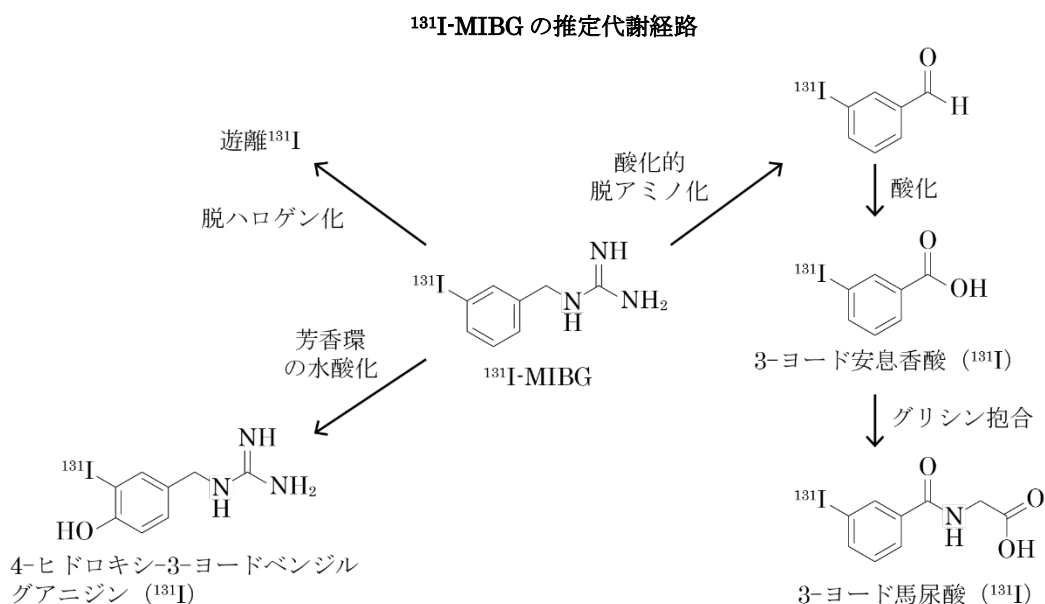 ¹³¹I-MIBG の推定代謝経路
遊離¹³¹I
脱ハロゲン化
酸化的
脱アミノ化
¹³¹I
O
H
酸化
¹³¹I
NH
N
H
NH₂
¹³¹I-MIBG
¹³¹I
O
OH
3-ヨード安息香酸（¹³¹I）
芳香環
の水酸化
グリシン抱合
¹³¹I
HO
NH
N
H
NH₂
4-ヒドロキシ-3-ヨードベンジル
グアニジン（¹³¹I）
¹³¹I
O
N
H
O
OH
3-ヨード馬尿酸（¹³¹I）